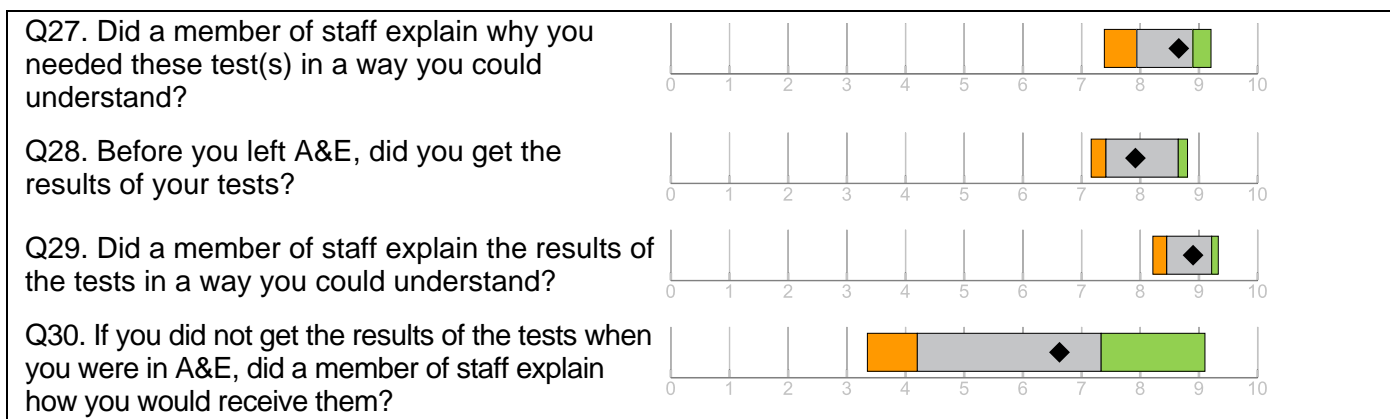 Q27. Did a member of staff explain why you
needed these test(s) in a way you could
understand?
0 1 2 3 4 5 6 7 8 9 10
Q28. Before you left A&E, did you get the
results of your tests?
0 1 2 3 4 5 6 7 8 9 10
Q29. Did a member of staff explain the results of
the tests in a way you could understand?
0 1 2 3 4 5 6 7 8 9 10
Q30. If you did not get the results of the tests when
you were in A&E, did a member of staff explain
how you would receive them?
0 1 2 3 4 5 6 7 8 9 10